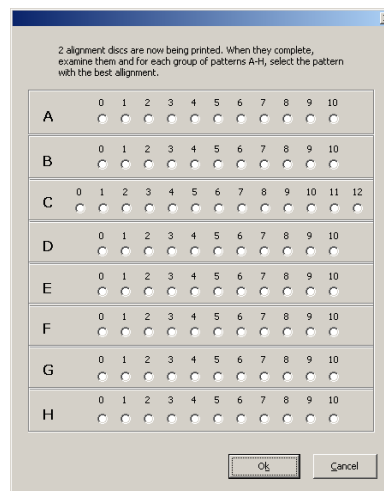 2 alignment discs are now being printed. When they complete,
examine them and for each group of patterns A-H, select the pattern
with the best allignment.
0 1 2 3 4 5 6 7 8 9 10
A
0 1 2 3 4 5 6 7 8 9 10
B
0 1 2 3 4 5 6 7 8 9 10 11 12
C
0 1 2 3 4 5 6 7 8 9 10
D
0 1 2 3 4 5 6 7 8 9 10
E
0 1 2 3 4 5 6 7 8 9 10
F
0 1 2 3 4 5 6 7 8 9 10
G
0 1 2 3 4 5 6 7 8 9 10
H
Ok Cancel